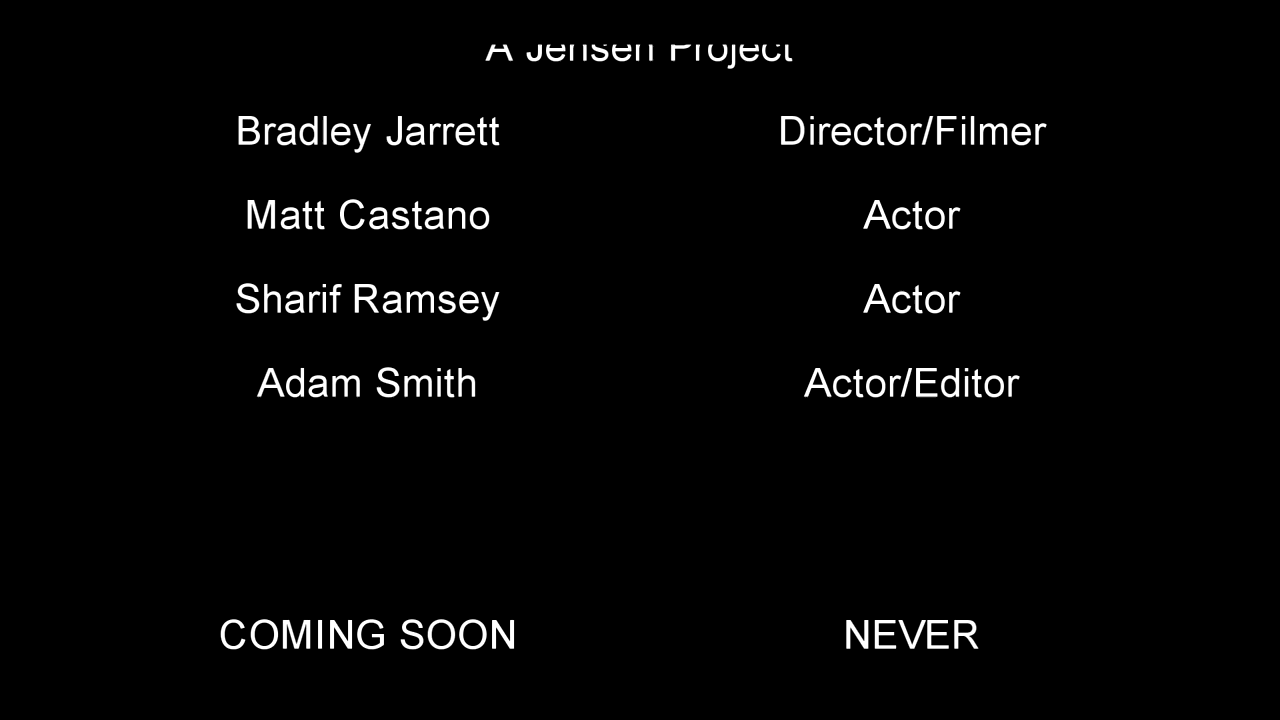 A Jensen Project
Bradley Jarrett Director/Filmer
Matt Castano Actor
Sharif Ramsey Actor
Adam Smith Actor/Editor
COMING SOON NEVER